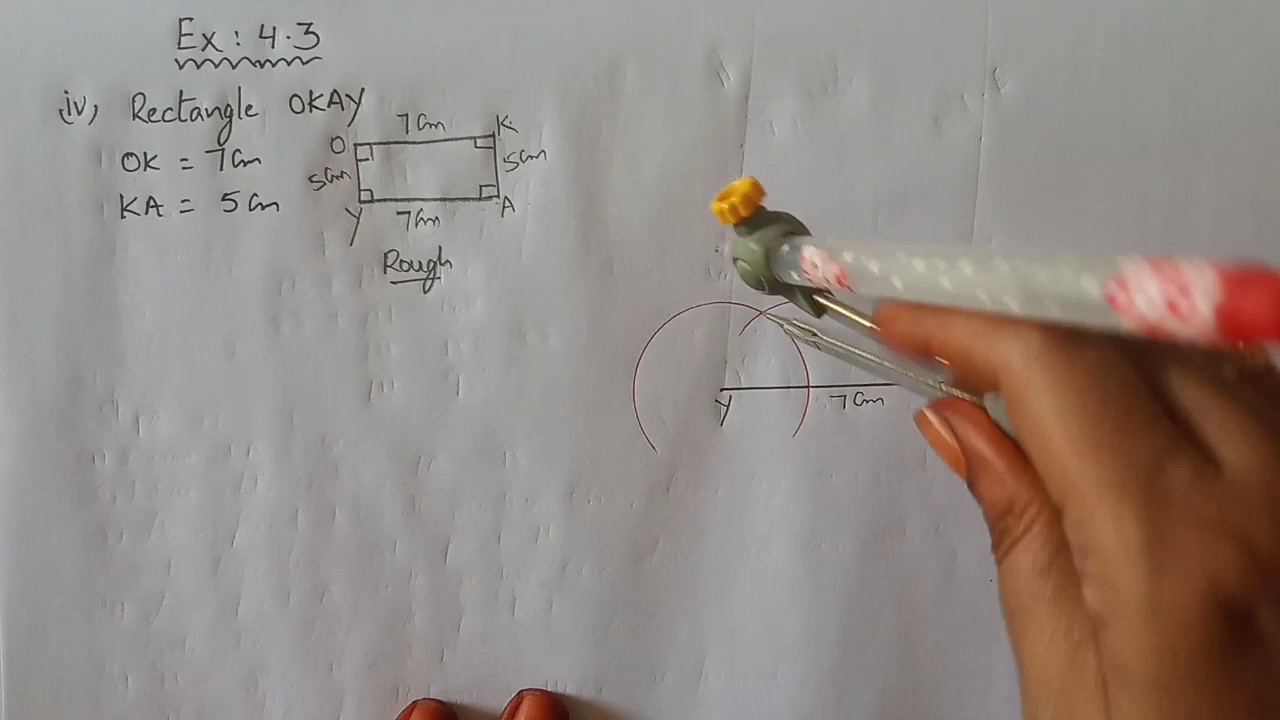 Ex: 4.3
iv) Rectangle OKAY
OK = 7cm
KA = 5cm
7cm
O
K
5cm
5cm
Y
7cm
A
Rough
Y
7cm